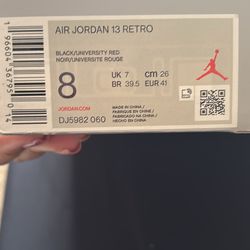 AIR JORDAN 13 RETRO
BLACK/UNIVERSITY RED
NOIR/UNIVERSITE ROUGE
8
UK 7
CM 26
BR 39.5
EUR 41
JORDAN.COM
DJ5982 060
MADE IN CHINA /
FABRIQUÉ EN CHINE /
FABRICADO NA CHINA /
HECHO EN CHINA